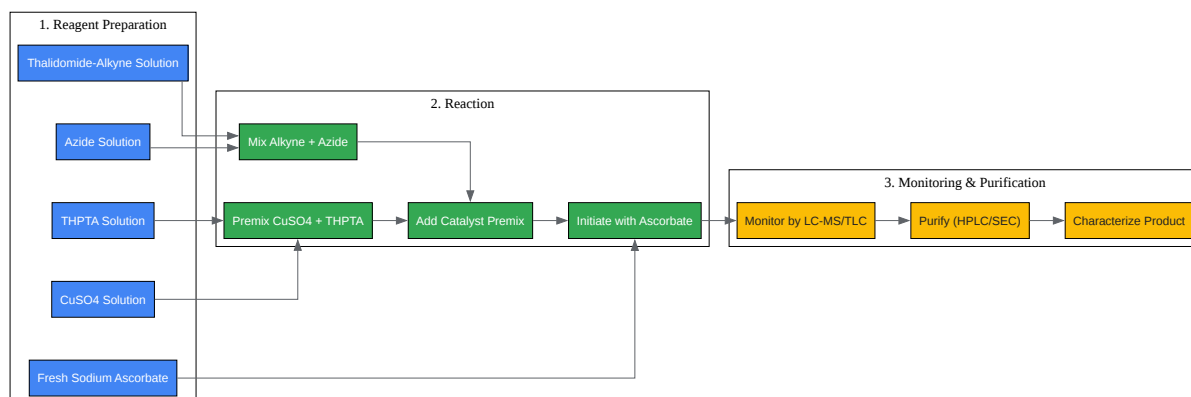 1. Reagent Preparation
Thalidomide-Alkyne Solution
Azide Solution
THPTA Solution
CuSO4 Solution
Fresh Sodium Ascorbate
2. Reaction
Mix Alkyne + Azide
Premix CuSO4 + THPTA
Add Catalyst Premix
Initiate with Ascorbate
3. Monitoring & Purification
Monitor by LC-MS/TLC
Purify (HPLC/SEC)
Characterize Product